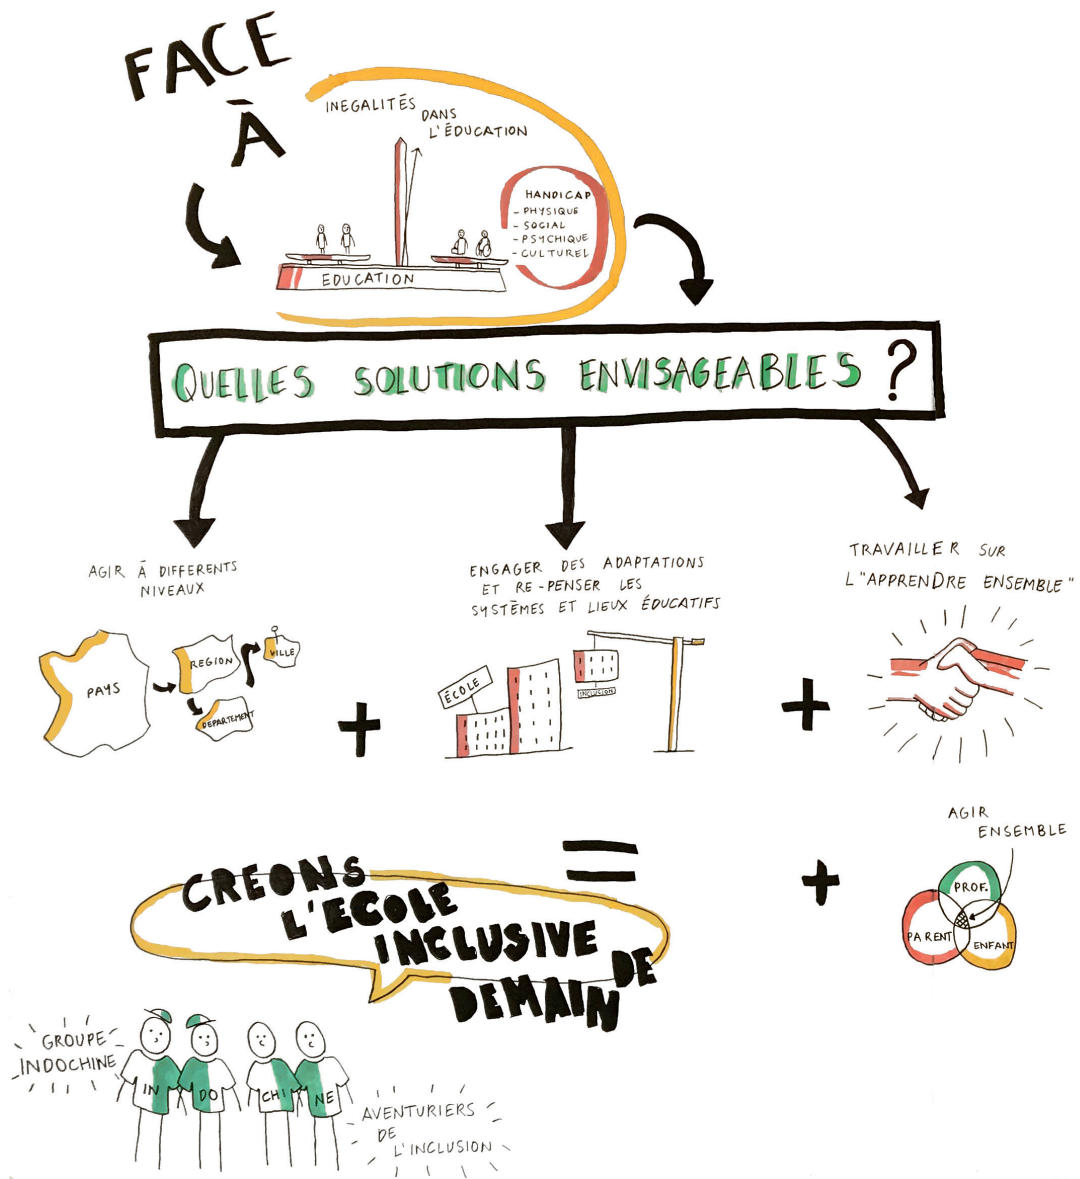 FACE
À
INEGALITÉS
DANS
L'ÉDUCATION
HANDICAP
- PHYSIQUE
- SOCIAL
- PSYCHIQUE
- CULTUREL
EDUCATION
QUELLES SOLUTIONS ENVISAGEABLES ?
AGIR À DIFFERENTS
NIVEAUX
PAYS
REGION
VILLE
DEPARTEMENT
+
ENGAGER DES ADAPTATIONS
ET RE-PENSER LES
SYSTÈMES ET LIEUX ÉDUCATIFS
ÉCOLE
INCLUSION
+
TRAVAILLER SUR
L'"APPRENDRE ENSEMBLE"
+
AGIR
ENSEMBLE
PROF.
PARENT
ENFANT
=
CREONS
L'ECOLE
INCLUSIVE
DE
DEMAIN
GROUPE
INDOCHINE
IN DO CHI NE
AVENTURIERS
DE
L'INCLUSION